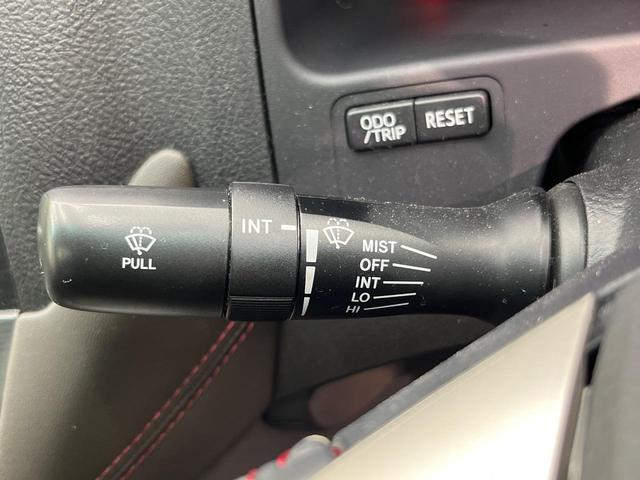 ODO
/TRIP
RESET
INT
PULL
MIST
OFF
INT
LO
HI